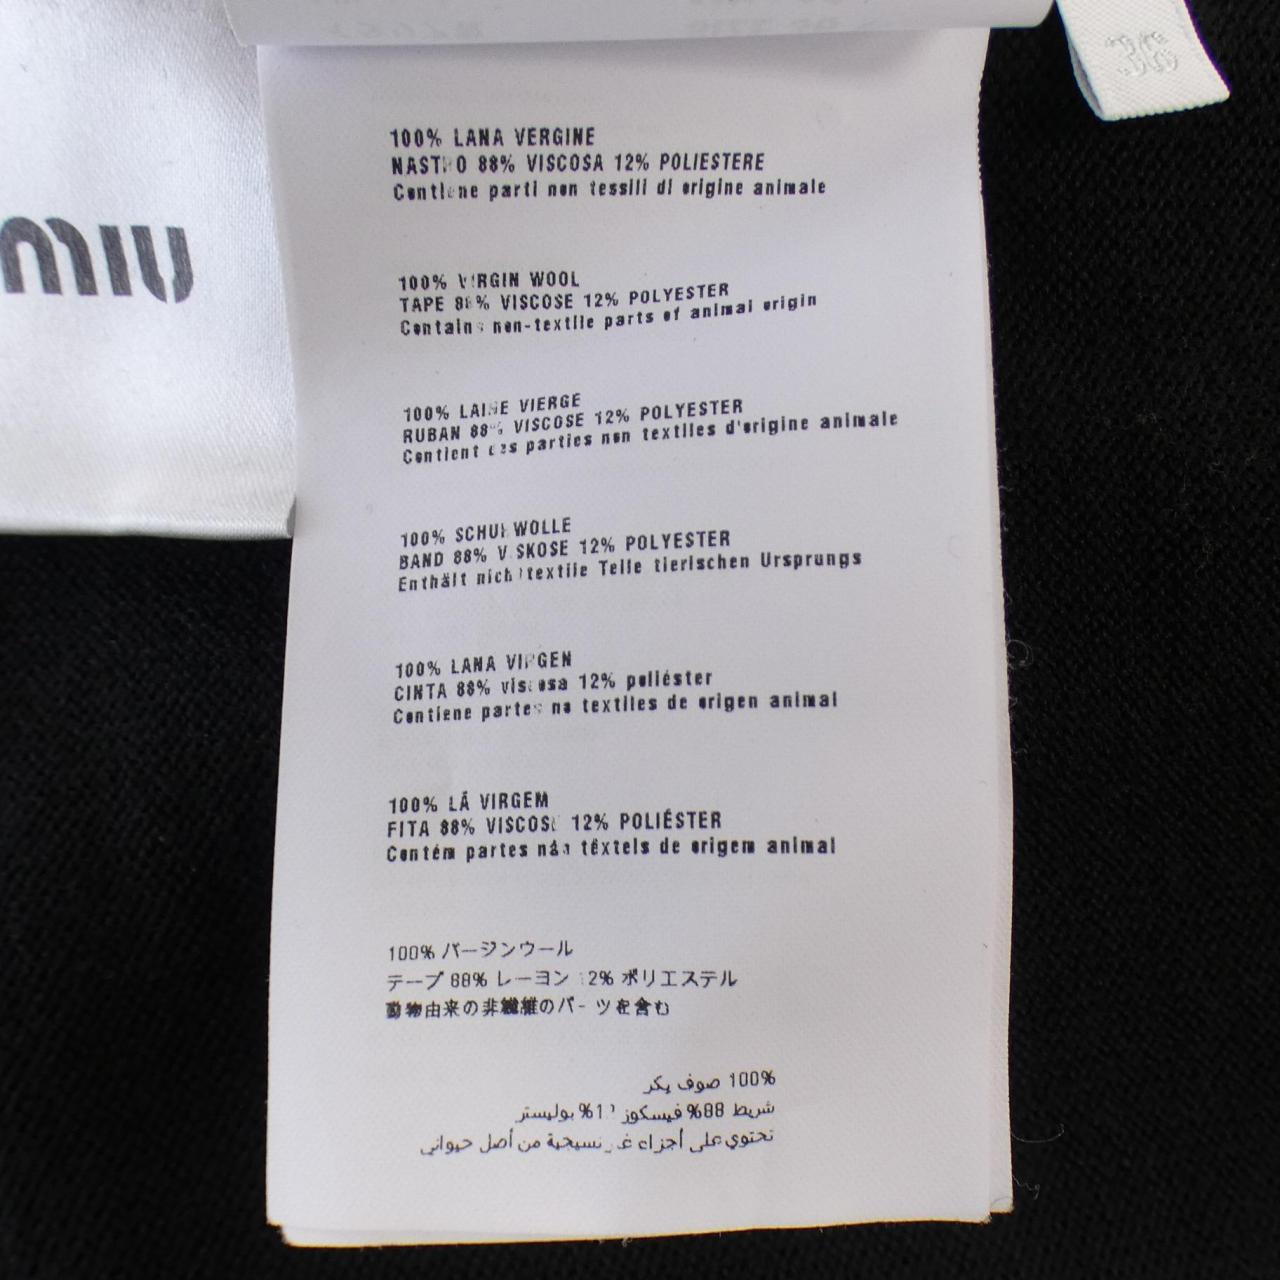 36
miu
100% LANA VERGINE
NASTRO 88% VISCOSA 12% POLIESTERE
Contiene parti non tessili di origine animale
100% VIRGIN WOOL
TAPE 88% VISCOSE 12% POLYESTER
Contains non-textile parts of animal origin
100% LAINE VIERGE
RUBAN 88% VISCOSE 12% POLYESTER
Contient des parties non textiles d'origine animale
100% SCHURWOLLE
BAND 88% VISKOSE 12% POLYESTER
Enthält nicht textile Teile tierischen Ursprungs
100% LANA VIRGEN
CINTA 88% viscosa 12% poliéster
Contiene partes no textiles de origen animal
100% LÃ VIRGEM
FITA 88% VISCOSE 12% POLIÉSTER
Contém partes não têxteis de origem animal
100% バージンウール
テープ 88% レーヨン 12% ポリエステル
動物由来の非繊維のパーツを含む
100% صوف بكر
شريط 88% فيسكوز 12% بوليستر
تحتوي على أجزاء غير نسيجية من أصل حيواني